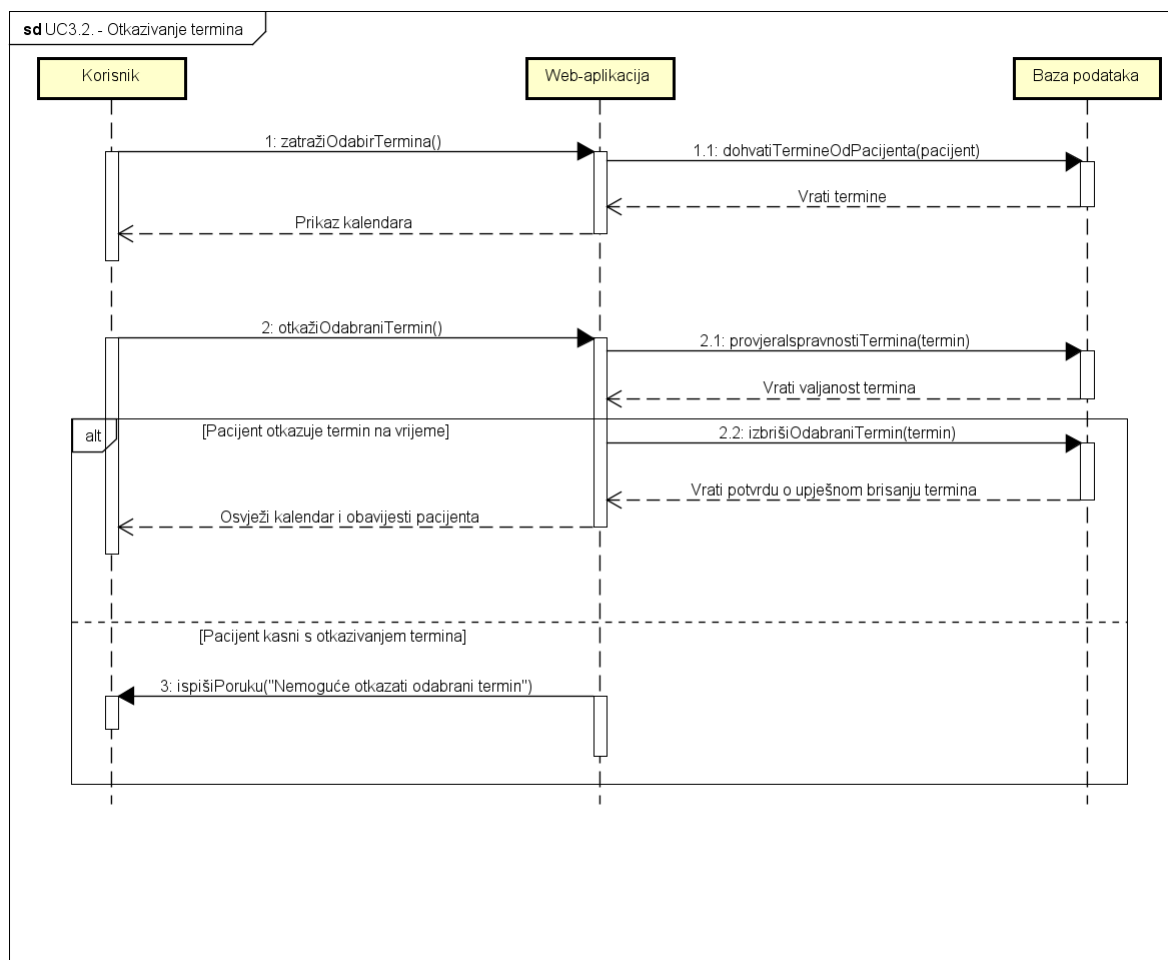 sd UC3.2. - Otkazivanje termina
Korisnik
Web-aplikacija
Baza podataka
1: zatražiOdabirTermina()
1.1: dohvatiTermineOdPacijenta(pacijent)
Vrati termine
Prikaz kalendara
2: otkažiOdabraniTermin()
2.1: provjeraIspravnostiTermina(termin)
Vrati valjanost termina
alt
[Pacijent otkazuje termin na vrijeme]
2.2: izbrišiOdabraniTermin(termin)
Vrati potvrdu o upješnom brisanju termina
Osvježi kalendar i obavijesti pacijenta
[Pacijent kasni s otkazivanjem termina]
3: ispišiPoruku("Nemoguće otkazati odabrani termin")